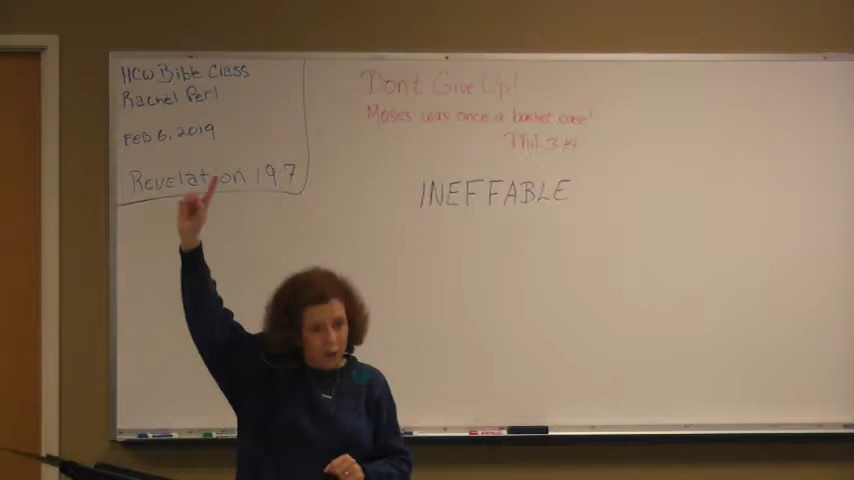 HCW Bible Class
Rachel Perl
Feb 6, 2019
Revelation 19:7
Don't Give Up!
Moses was once a basket case!
Phil 3:14
INEFFABLE